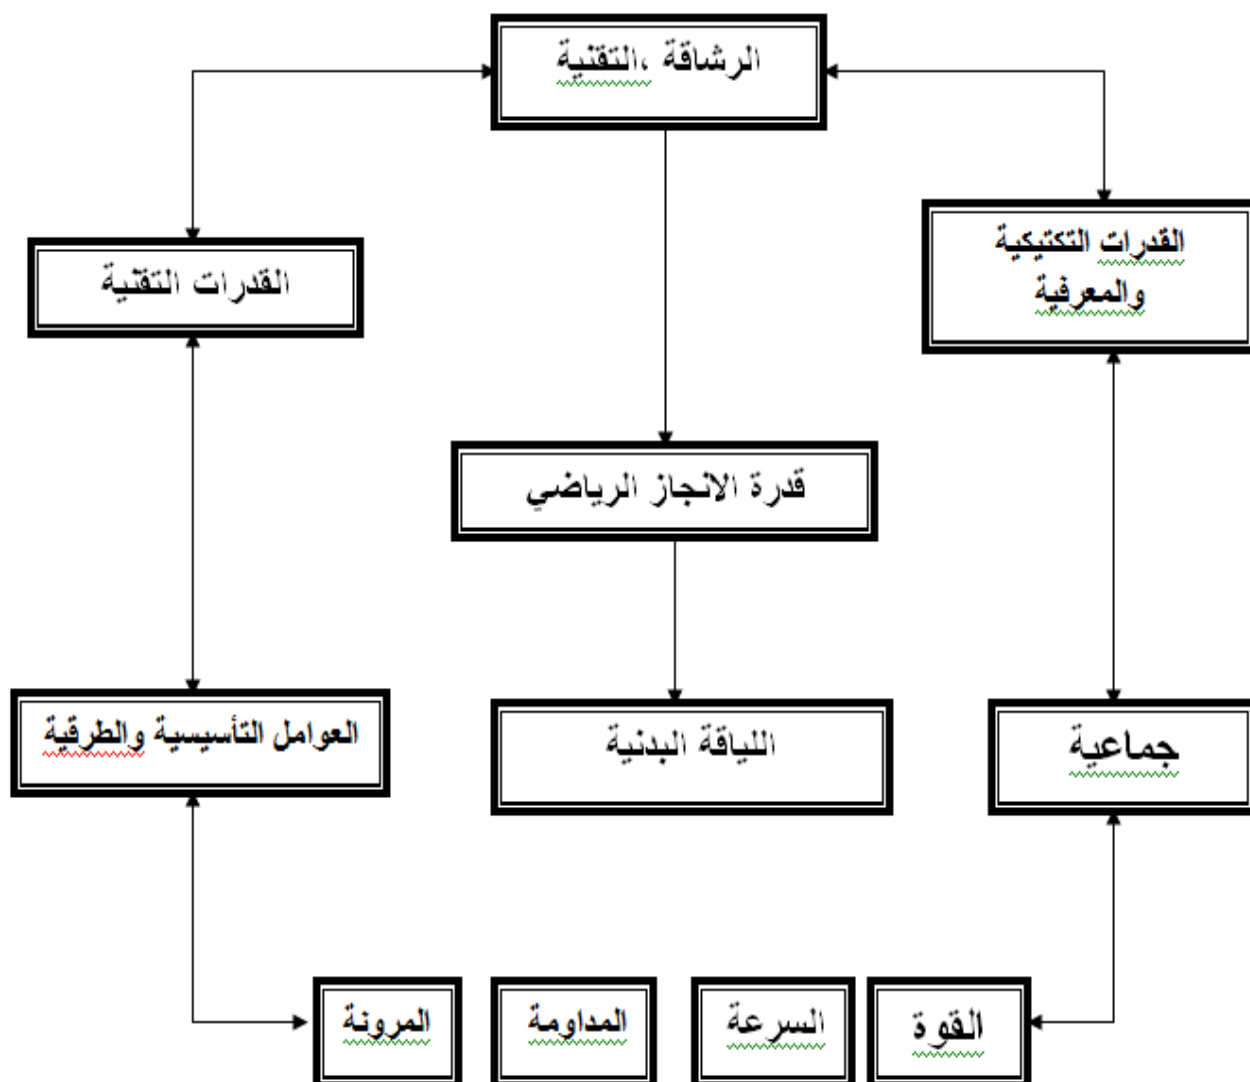 الرشاقة ،التقنية
القدرات التكتيكية
والمعرفية
القدرات التقنية
قدرة الانجاز الرياضي
جماعية
اللياقة البدنية
العوامل التأسيسية والطرقية
القوة
السرعة
المداومة
المرونة